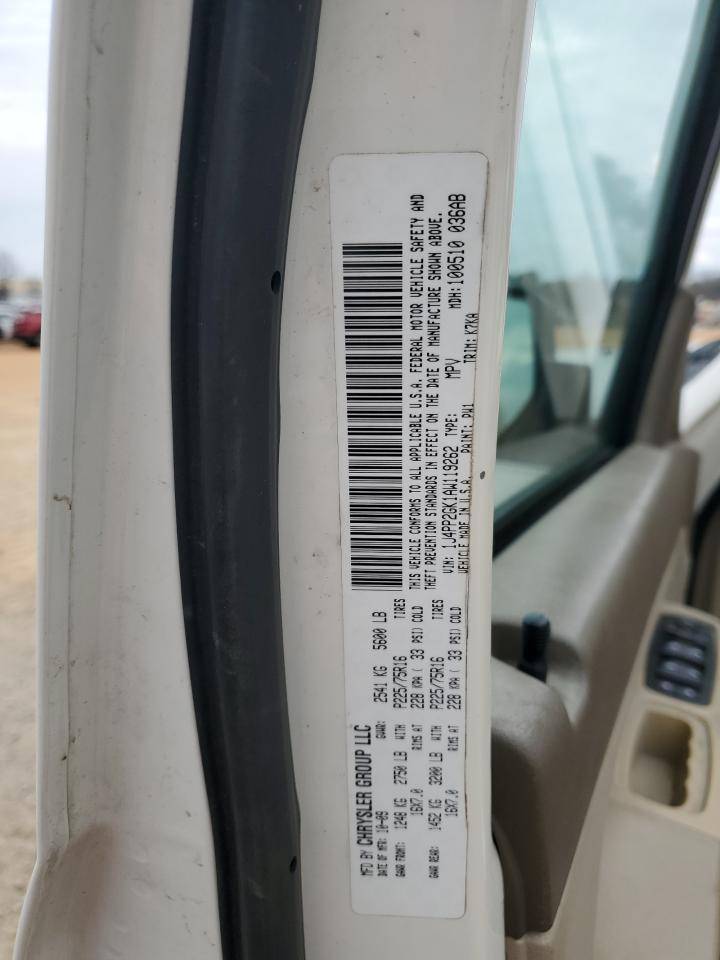 MFD BY CHRYSLER GROUP LLC
DATE OF MFR: 10-09 GVWR: 2541 KG 5600 LB
GAWR FRONT: 1248 KG 2750 LB WITH P225/75R16 TIRES
16X7.0 RIMS AT 228 KPA ( 33 PSI) COLD
GAWR REAR: 1452 KG 3200 LB WITH P225/75R16 TIRES
16X7.0 RIMS AT 228 KPA ( 33 PSI) COLD
THIS VEHICLE CONFORMS TO ALL APPLICABLE U.S.A. FEDERAL MOTOR VEHICLE SAFETY AND
THEFT PREVENTION STANDARDS IN EFFECT ON THE DATE OF MANUFACTURE SHOWN ABOVE.
VIN: 1J4PP2GK1AW119262 TYPE: MPV MDH: 100510 036AB
VEHICLE MADE IN U.S.A. PAINT: PW1 TRIM: K7KA